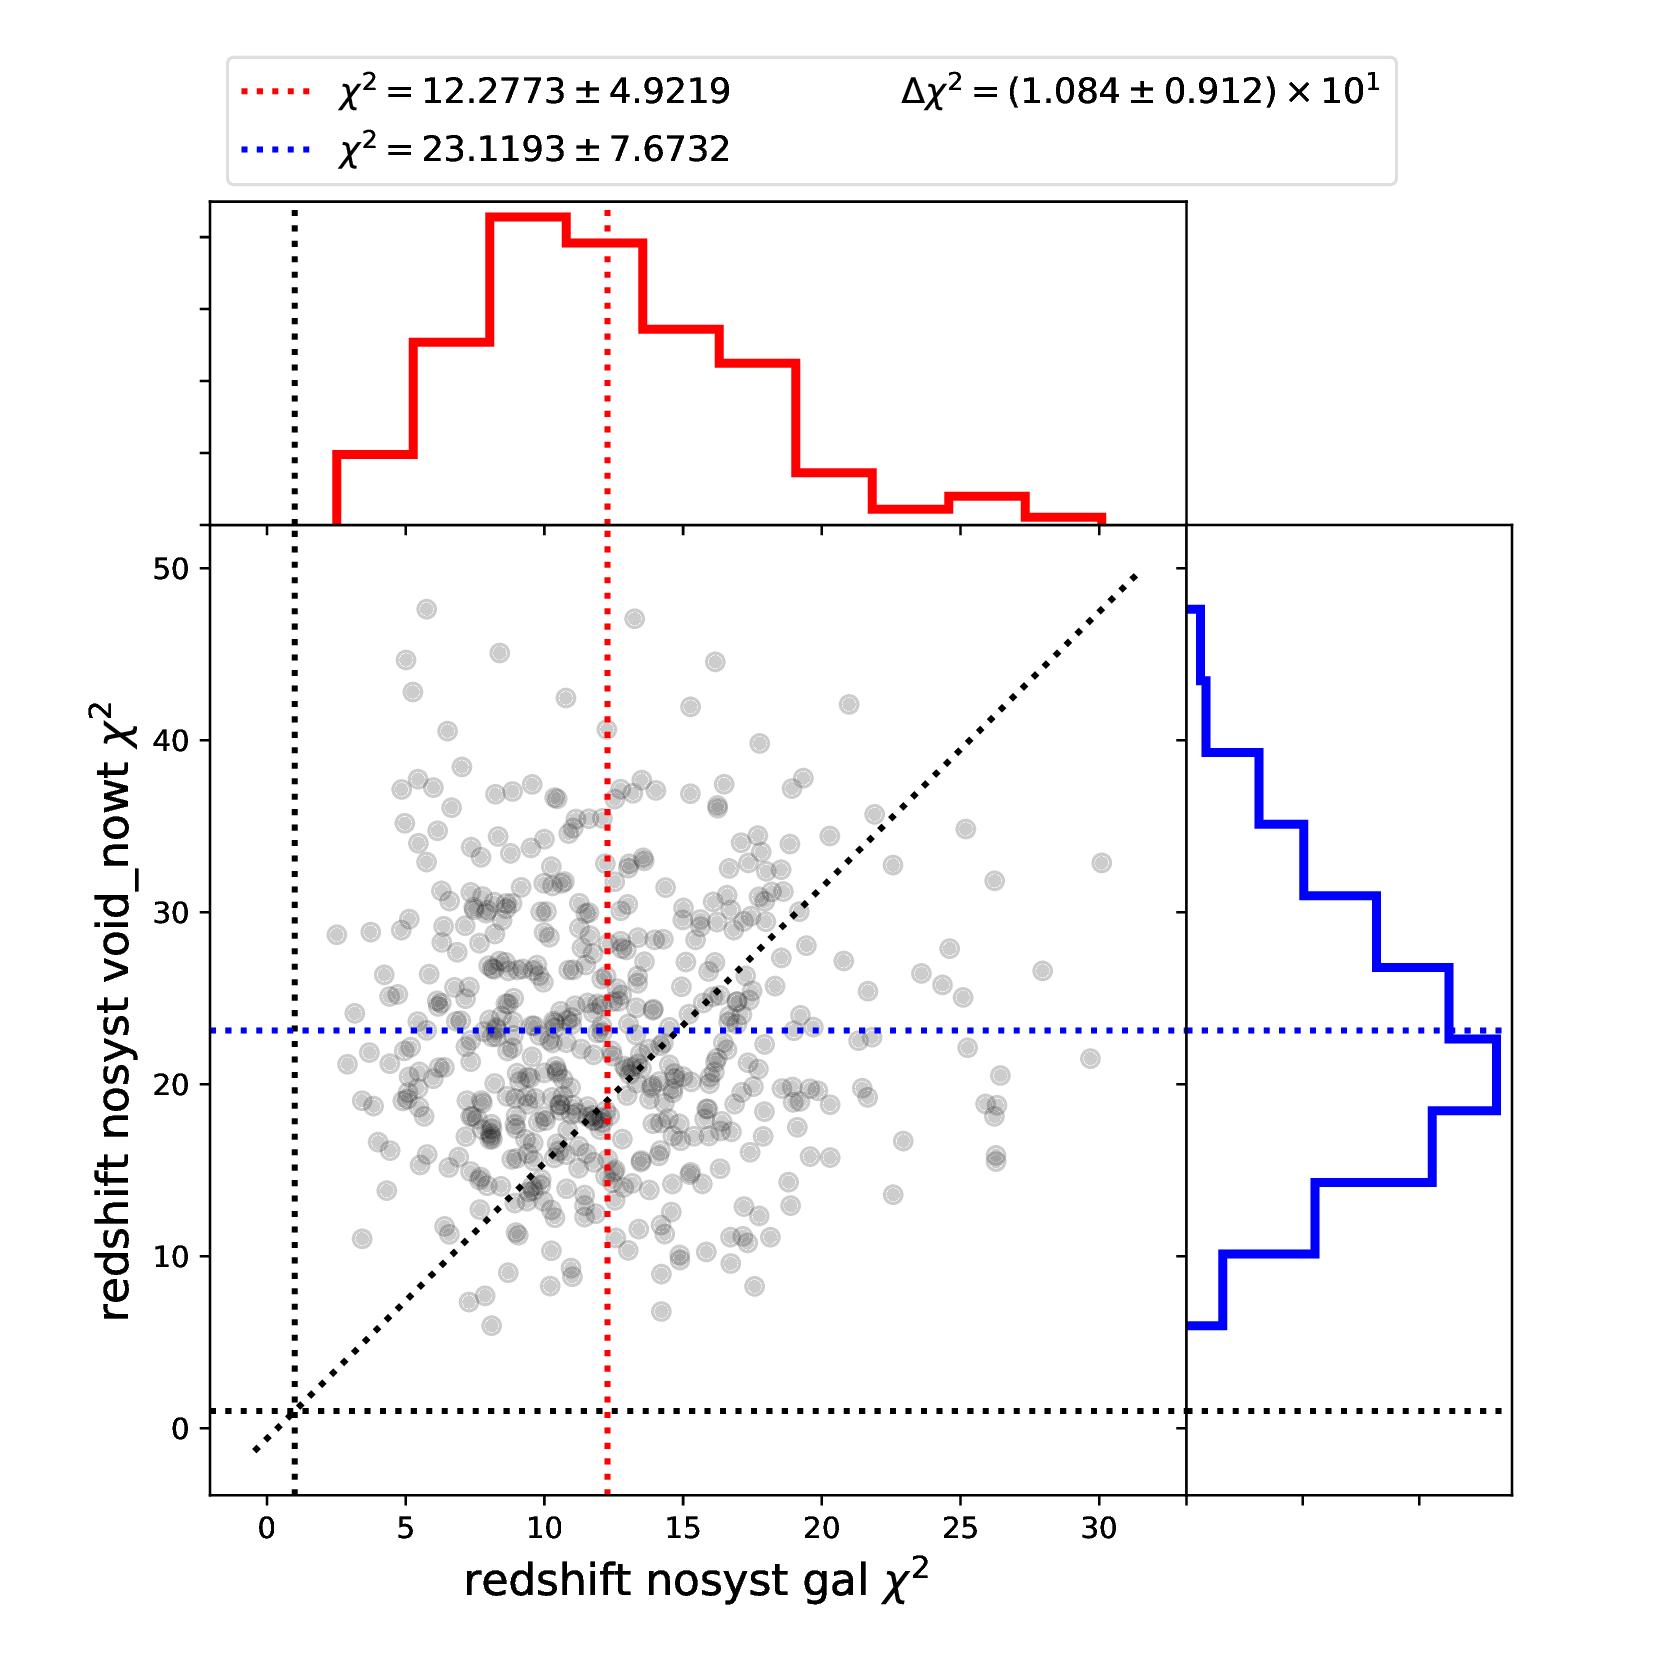 χ² = 12.2773 ± 4.9219
Δχ² = (1.084 ± 0.912) × 10¹
χ² = 23.1193 ± 7.6732
50
40
30
20
10
0
redshift nosyst void_nowt χ²
0 5 10 15 20 25 30
redshift nosyst gal χ²